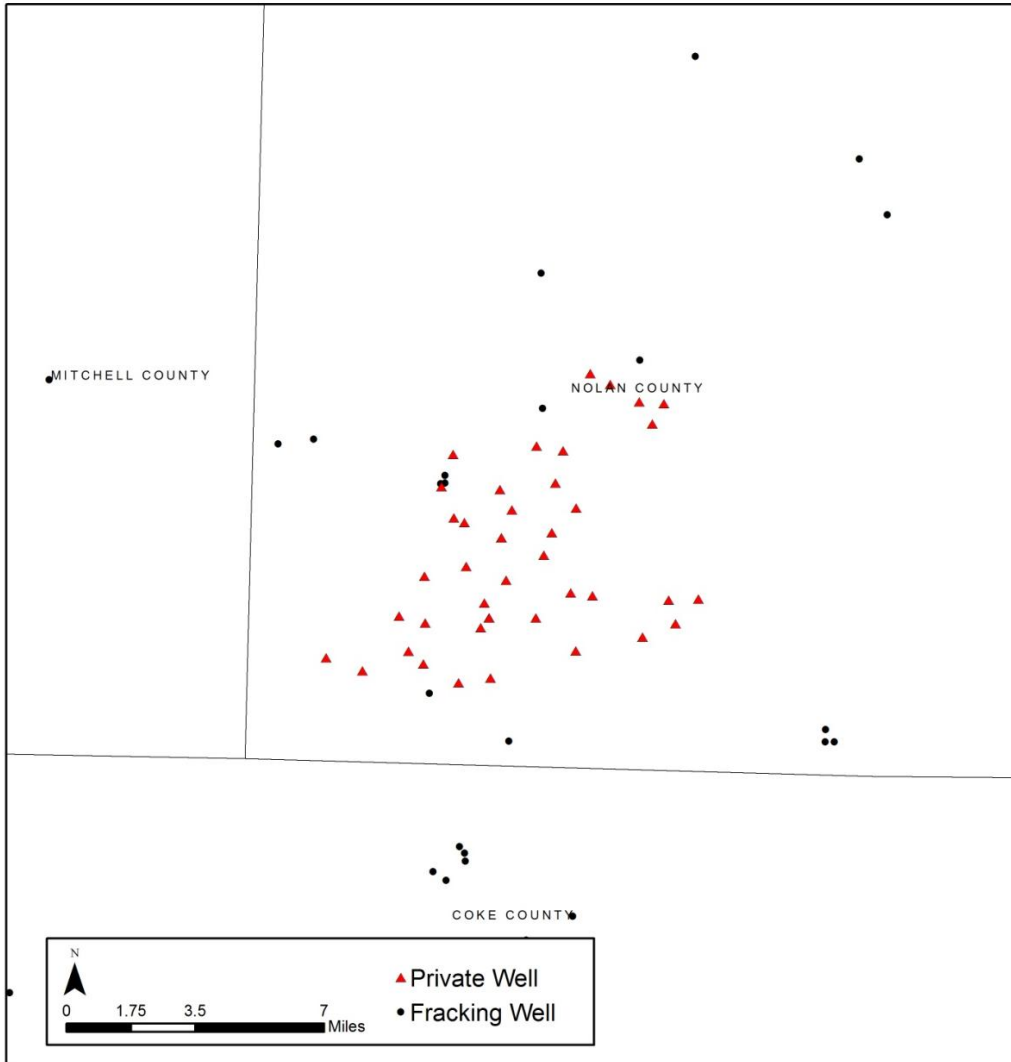 MITCHELL COUNTY
NOLAN COUNTY
COKE COUNTY
N
0 1.75 3.5 7
Miles
Private Well
Fracking Well